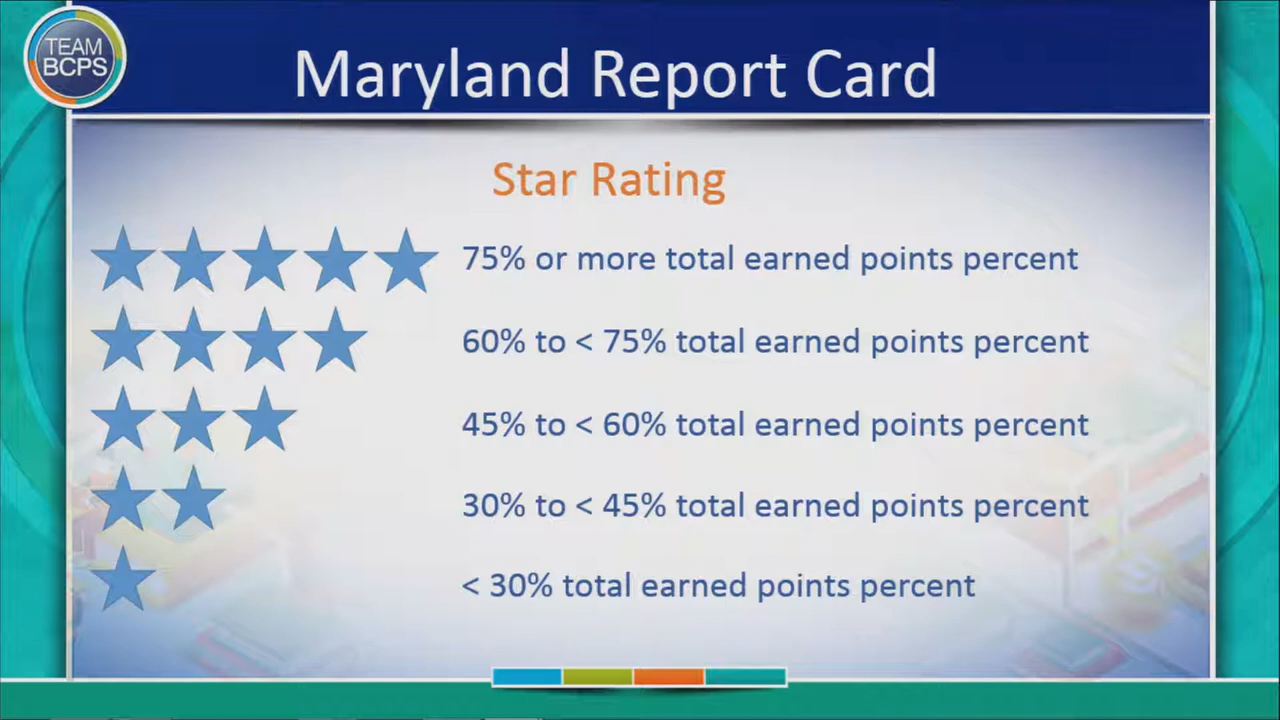 TEAM
BCPS
Maryland Report Card
Star Rating
75% or more total earned points percent
60% to < 75% total earned points percent
45% to < 60% total earned points percent
30% to < 45% total earned points percent
< 30% total earned points percent